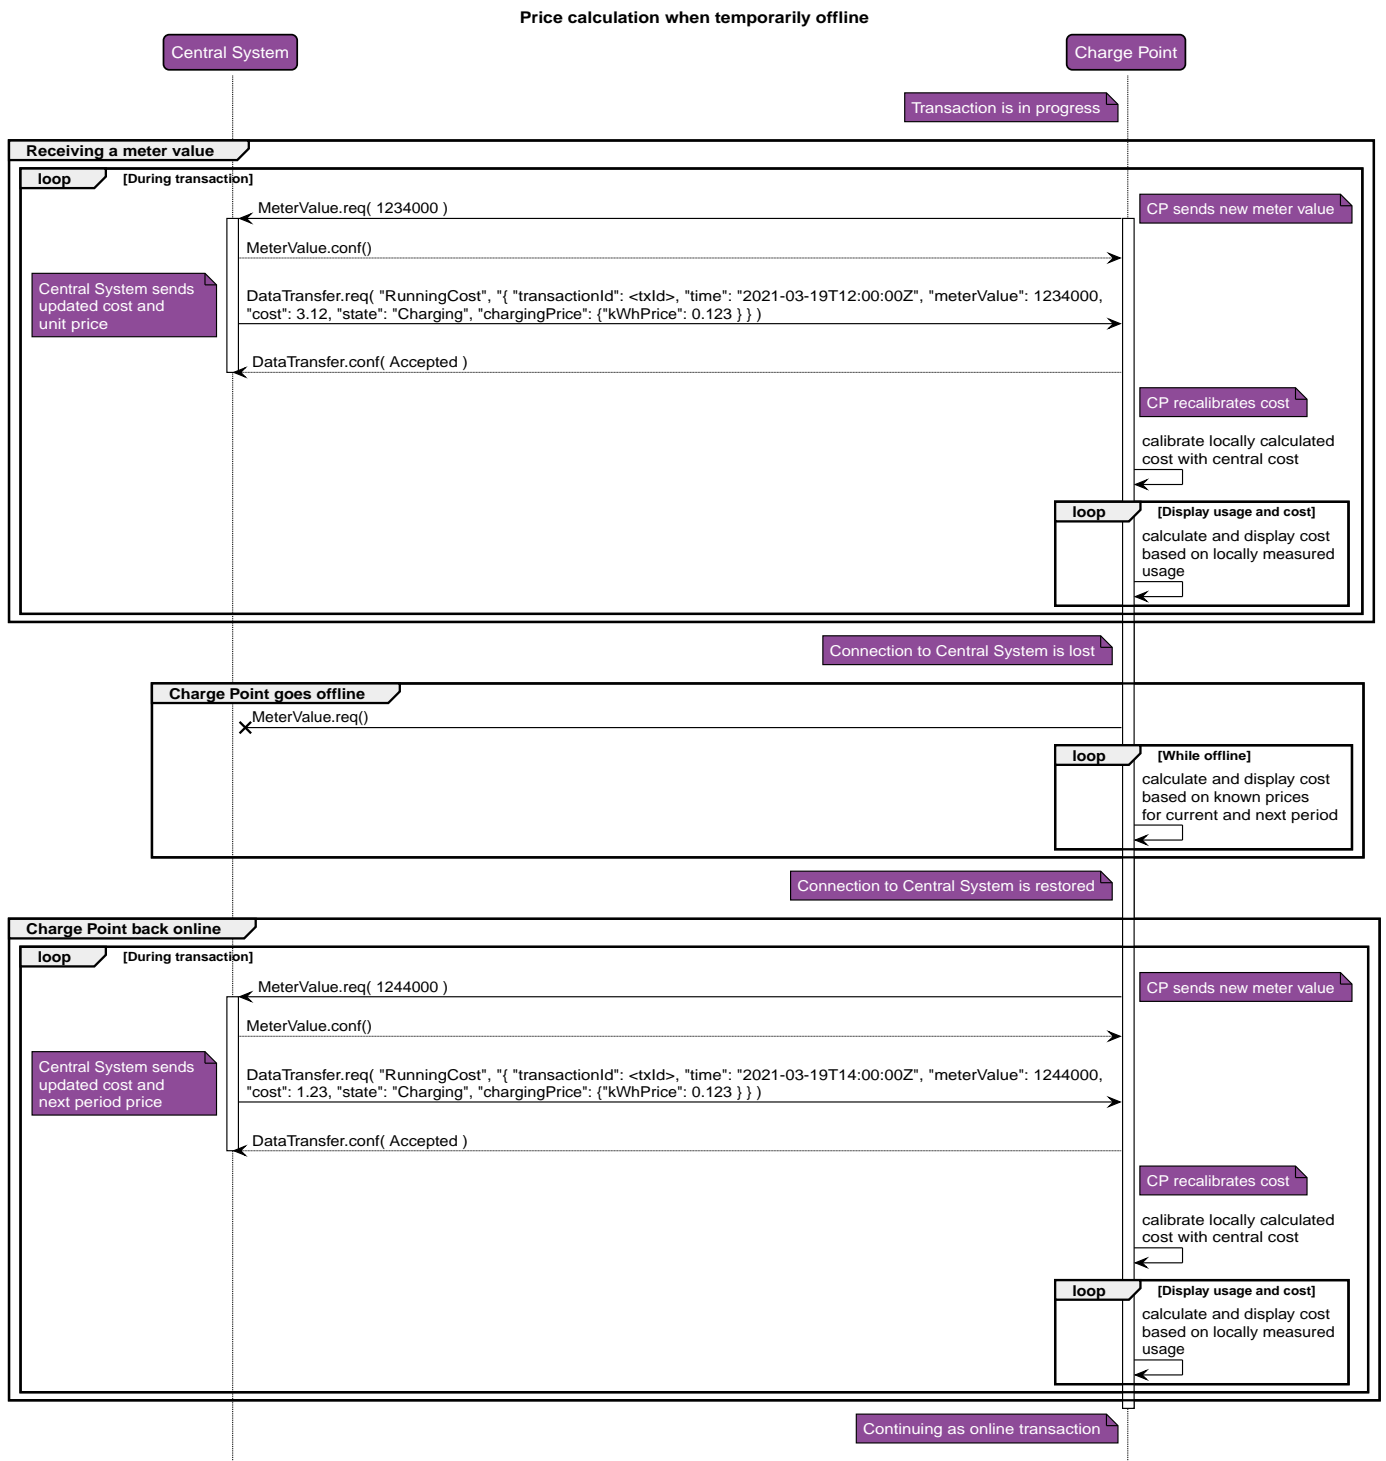 Price calculation when temporarily offline
Central System
Charge Point
Transaction is in progress
Receiving a meter value
loop
[During transaction]
MeterValue.req( 1234000 )
CP sends new meter value
MeterValue.conf()
Central System sends
updated cost and
unit price
DataTransfer.req( "RunningCost", "{ "transactionId": <txId>, "time": "2021-03-19T12:00:00Z", "meterValue": 1234000,
"cost": 3.12, "state": "Charging", "chargingPrice": {"kWhPrice": 0.123 } } )
DataTransfer.conf( Accepted )
CP recalibrates cost
calibrate locally calculated
cost with central cost
loop
[Display usage and cost]
calculate and display cost
based on locally measured
usage
Connection to Central System is lost
Charge Point goes offline
MeterValue.req()
loop
[While offline]
calculate and display cost
based on known prices
for current and next period
Connection to Central System is restored
Charge Point back online
loop
[During transaction]
MeterValue.req( 1244000 )
CP sends new meter value
MeterValue.conf()
Central System sends
updated cost and
next period price
DataTransfer.req( "RunningCost", "{ "transactionId": <txId>, "time": "2021-03-19T14:00:00Z", "meterValue": 1244000,
"cost": 1.23, "state": "Charging", "chargingPrice": {"kWhPrice": 0.123 } } )
DataTransfer.conf( Accepted )
CP recalibrates cost
calibrate locally calculated
cost with central cost
loop
[Display usage and cost]
calculate and display cost
based on locally measured
usage
Continuing as online transaction